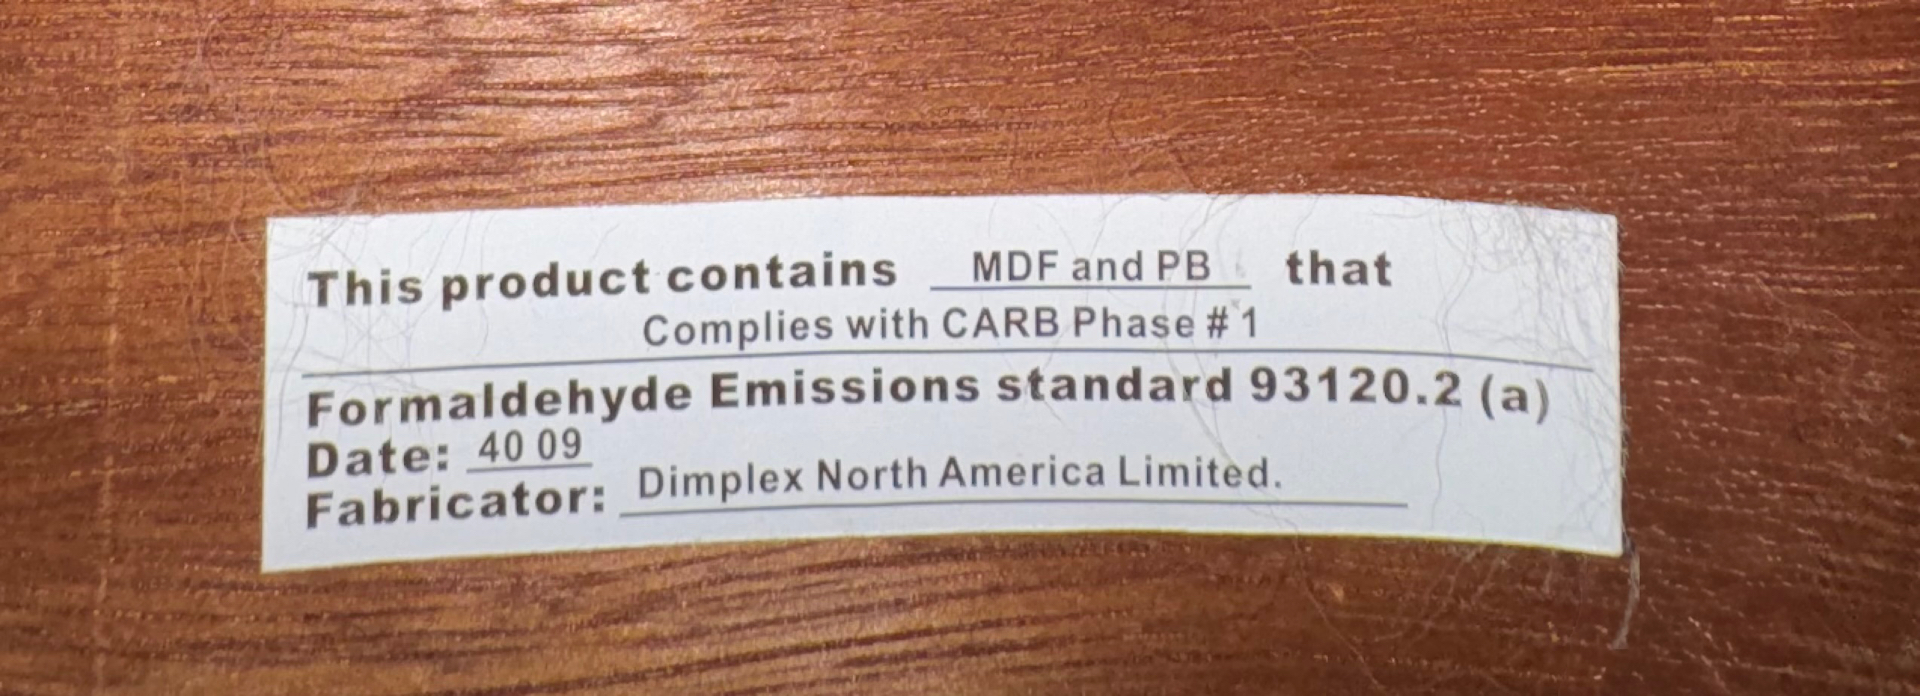 This product contains MDF and PB that
Complies with CARB Phase # 1
Formaldehyde Emissions standard 93120.2 (a)
Date: 40 09
Fabricator: Dimplex North America Limited.